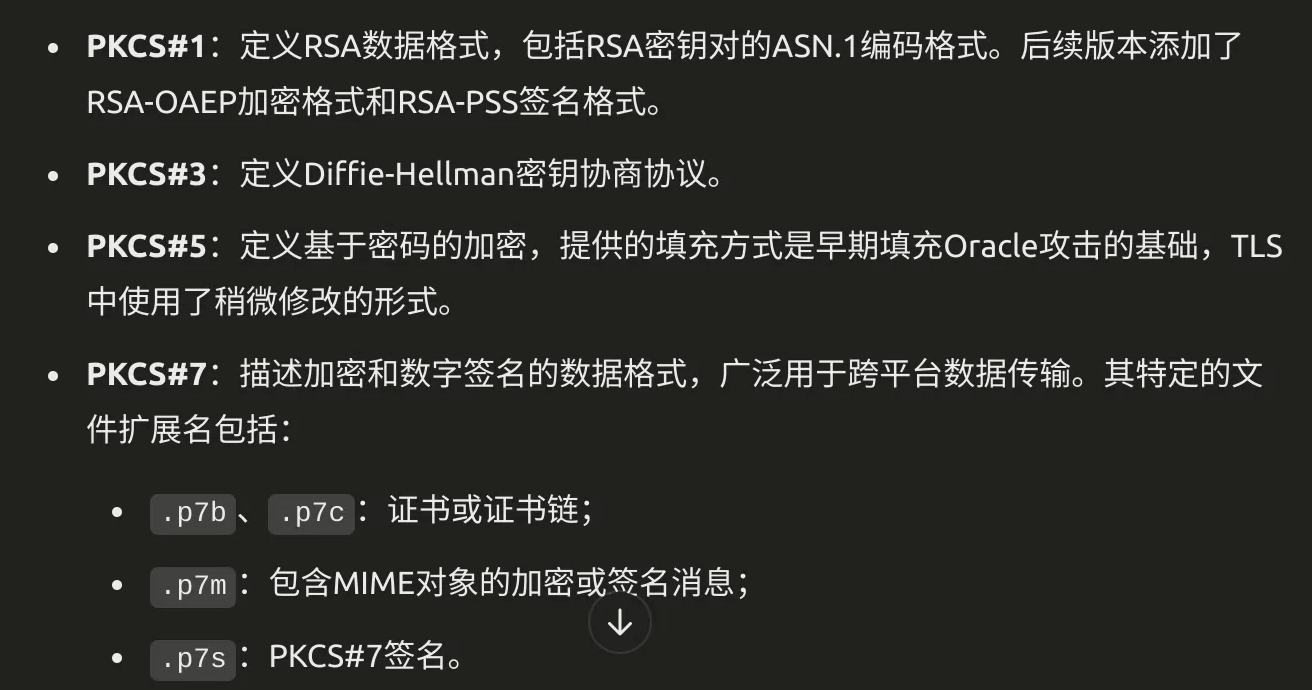 • PKCS#1：定义RSA数据格式，包括RSA密钥对的ASN.1编码格式。后续版本添加了
RSA-OAEP加密格式和RSA-PSS签名格式。
• PKCS#3：定义Diffie-Hellman密钥协商协议。
• PKCS#5：定义基于密码的加密，提供的填充方式是早期填充Oracle攻击的基础，TLS
中使用了稍微修改的形式。
• PKCS#7：描述加密和数字签名的数据格式，广泛用于跨平台数据传输。其特定的文
件扩展名包括：
• .p7b、.p7c：证书或证书链；
• .p7m：包含MIME对象的加密或签名消息；
• .p7s：PKCS#7签名。